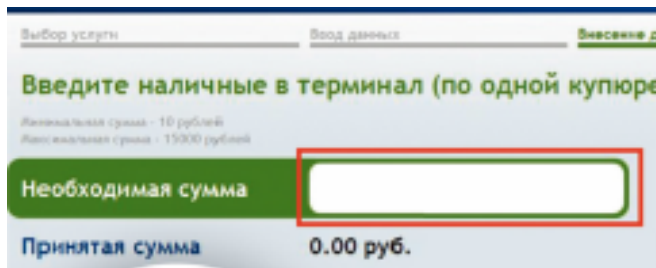 Выбор услуги Ввод данных Внесение д
Введите наличные в терминал (по одной купюре
Минимальная сумма - 10 рублей
Максимальная сумма - 15000 рублей
Необходимая сумма
Принятая сумма 0.00 руб.